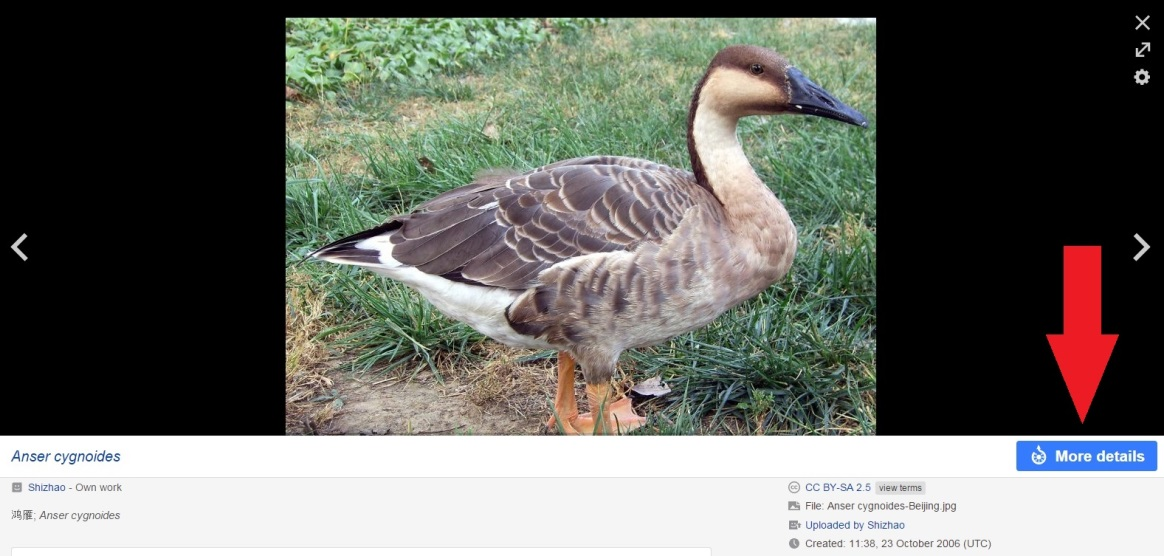 Anser cygnoides
More details
Shizhao - Own work
鸿雁; Anser cygnoides
CC BY-SA 2.5 view terms
File: Anser cygnoides-Beijing.jpg
Uploaded by Shizhao
Created: 11:38, 23 October 2006 (UTC)